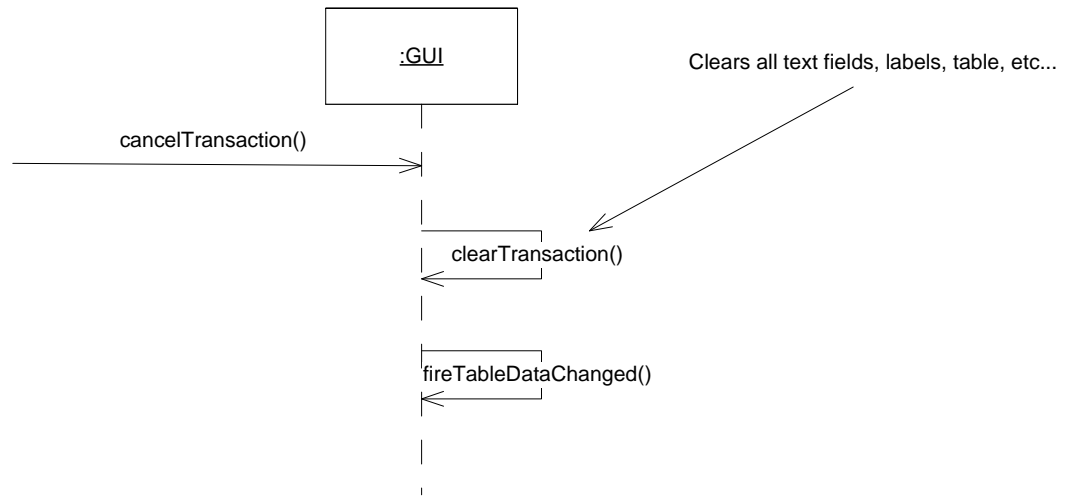 :GUI
Clears all text fields, labels, table, etc...
cancelTransaction()
clearTransaction()
fireTableDataChanged()